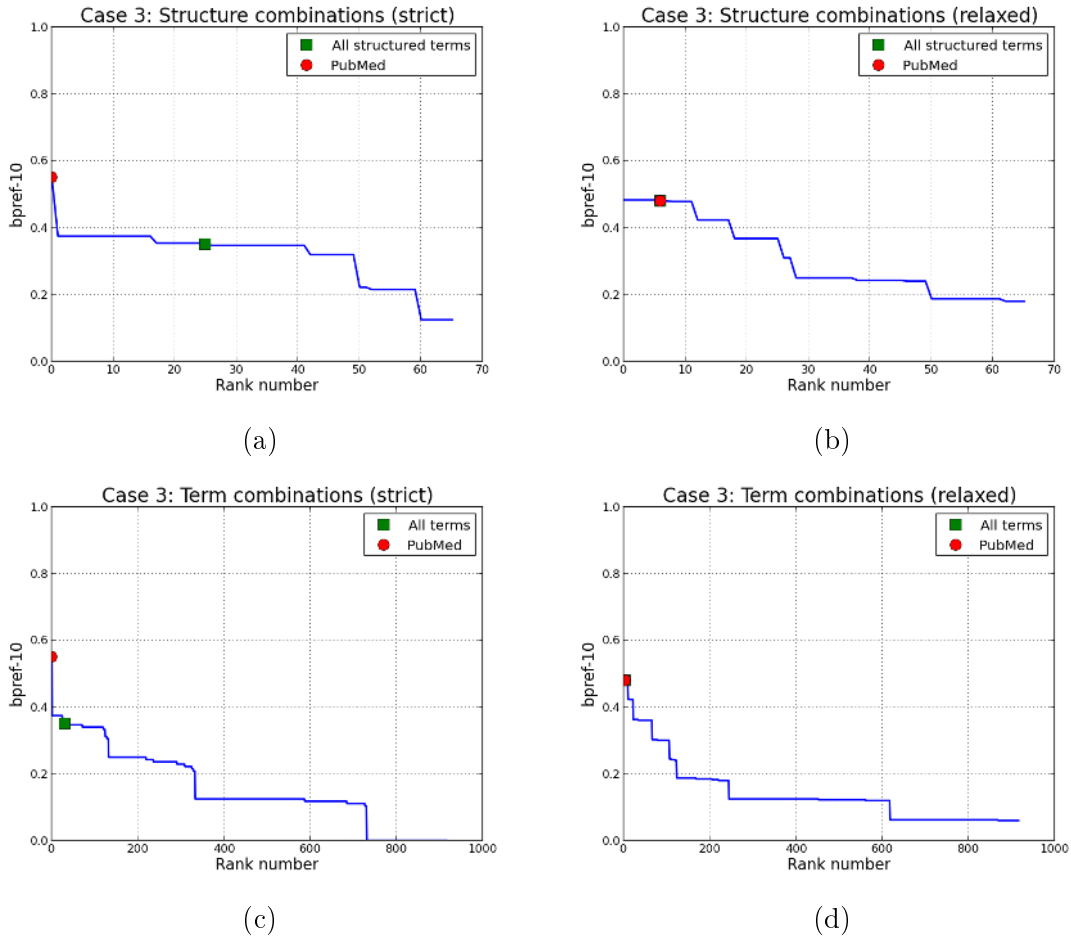 Case 3: Structure combinations (strict)
All structured terms
PubMed
bpref-10
1.0
0.8
0.6
0.4
0.2
0.0
0 10 20 30 40 50 60 70
Rank number
(a)
Case 3: Structure combinations (relaxed)
All structured terms
PubMed
bpref-10
1.0
0.8
0.6
0.4
0.2
0.0
0 10 20 30 40 50 60 70
Rank number
(b)
Case 3: Term combinations (strict)
All terms
PubMed
bpref-10
1.0
0.8
0.6
0.4
0.2
0.0
0 200 400 600 800 1000
Rank number
(c)
Case 3: Term combinations (relaxed)
All terms
PubMed
bpref-10
1.0
0.8
0.6
0.4
0.2
0.0
0 200 400 600 800 1000
Rank number
(d)